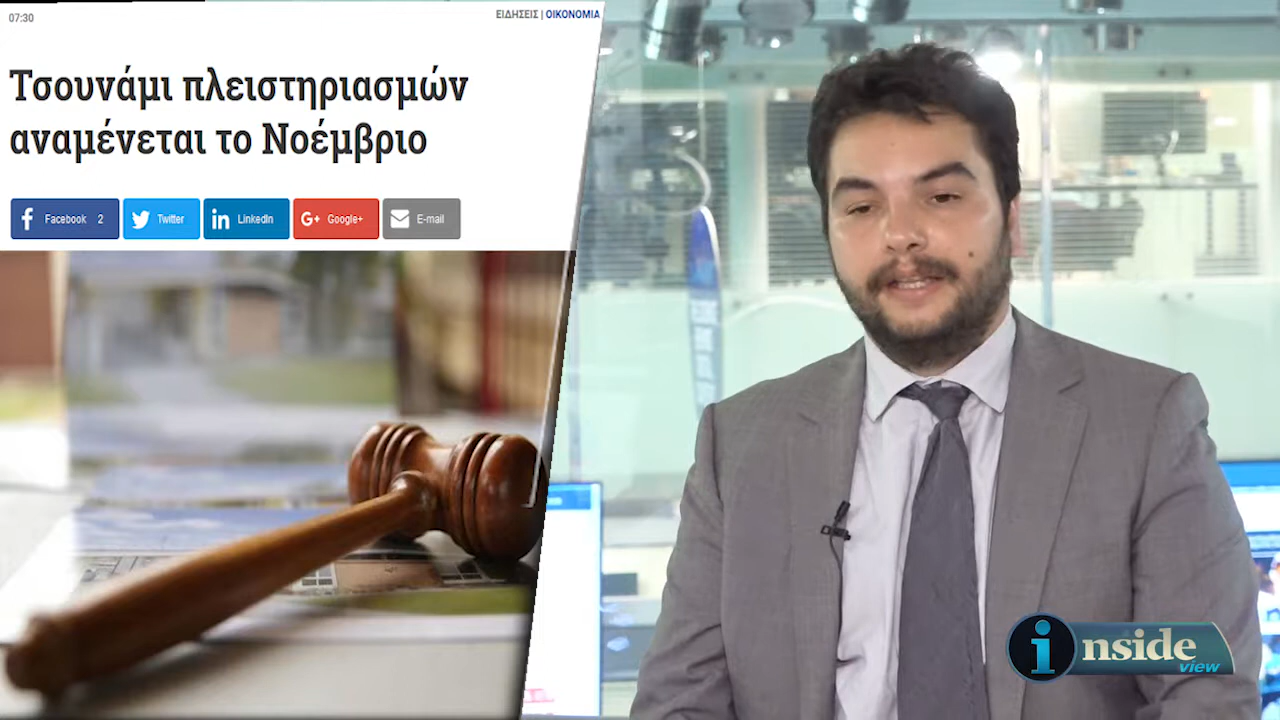 07:30
ΕΙΔΗΣΕΙΣ | ΟΙΚΟΝΟΜΙΑ
Τσουνάμι πλειστηριασμών
αναμένεται το Νοέμβριο
Facebook 2
Twitter
LinkedIn
Google+
E-mail
inside
view